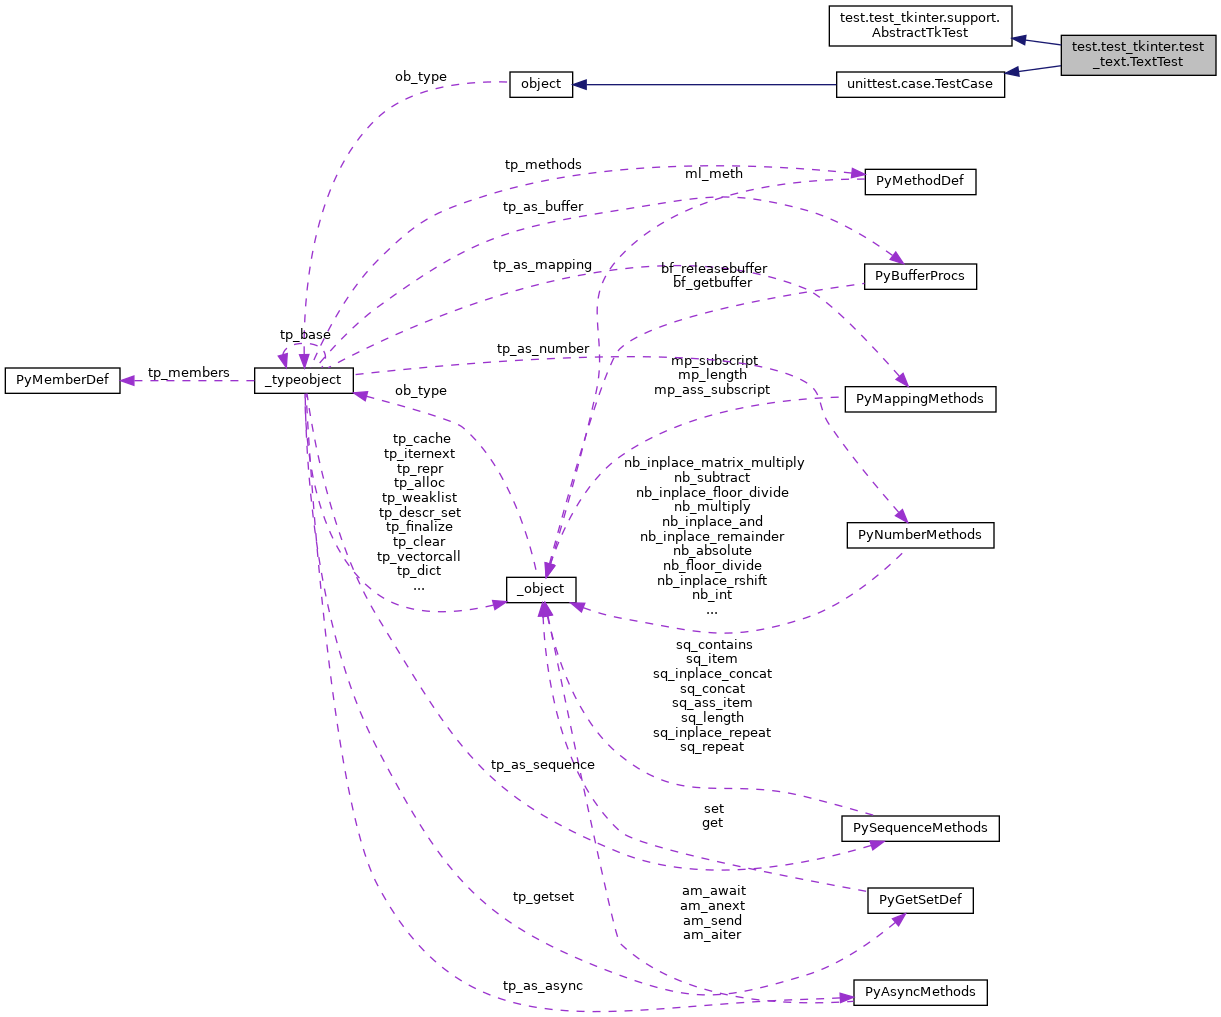 test.test_tkinter.support.
AbstractTkTest
test.test_tkinter.test
_text.TextTest
ob_type
object
unittest.case.TestCase
tp_methods
ml_meth
PyMethodDef
tp_as_buffer
tp_as_mapping
bf_releasebuffer
bf_getbuffer
PyBufferProcs
tp_base
tp_as_number
mp_subscript
mp_length
mp_ass_subscript
PyMemberDef
tp_members
_typeobject
ob_type
PyMappingMethods
tp_cache
tp_iternext
tp_repr
tp_alloc
tp_weaklist
tp_descr_set
tp_finalize
tp_clear
tp_vectorcall
tp_dict
...
nb_inplace_matrix_multiply
nb_subtract
nb_inplace_floor_divide
nb_multiply
nb_inplace_and
nb_inplace_remainder
nb_absolute
nb_floor_divide
nb_inplace_rshift
nb_int
...
PyNumberMethods
_object
sq_contains
sq_item
sq_inplace_concat
sq_concat
sq_ass_item
sq_length
sq_inplace_repeat
sq_repeat
tp_as_sequence
set
get
PySequenceMethods
tp_getset
am_await
am_anext
am_send
am_aiter
PyGetSetDef
tp_as_async
PyAsyncMethods